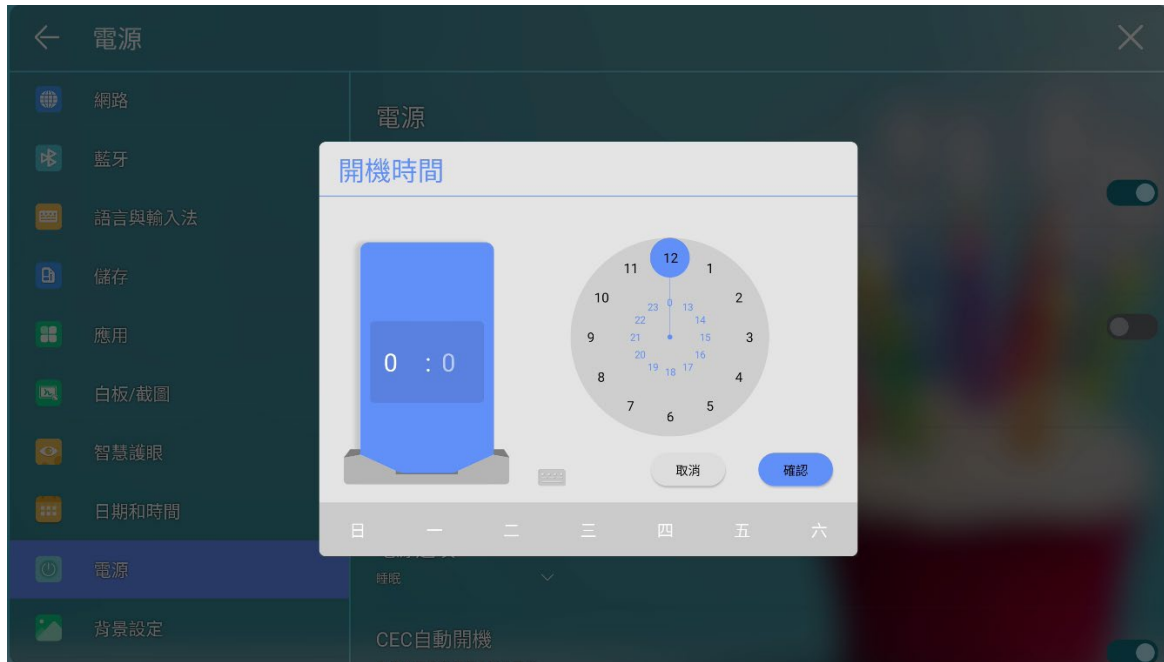 電源
網路
藍牙
語言與輸入法
儲存
應用
白板/截圖
智慧護眼
日期和時間
電源
背景設定
電源
開機時間
0 : 0
12
1
2
3
4
5
6
7
8
9
10
11
0
13
14
15
16
17
18
19
20
21
22
23
取消
確認
日 一 二 三 四 五 六
睡眠
CEC自動開機